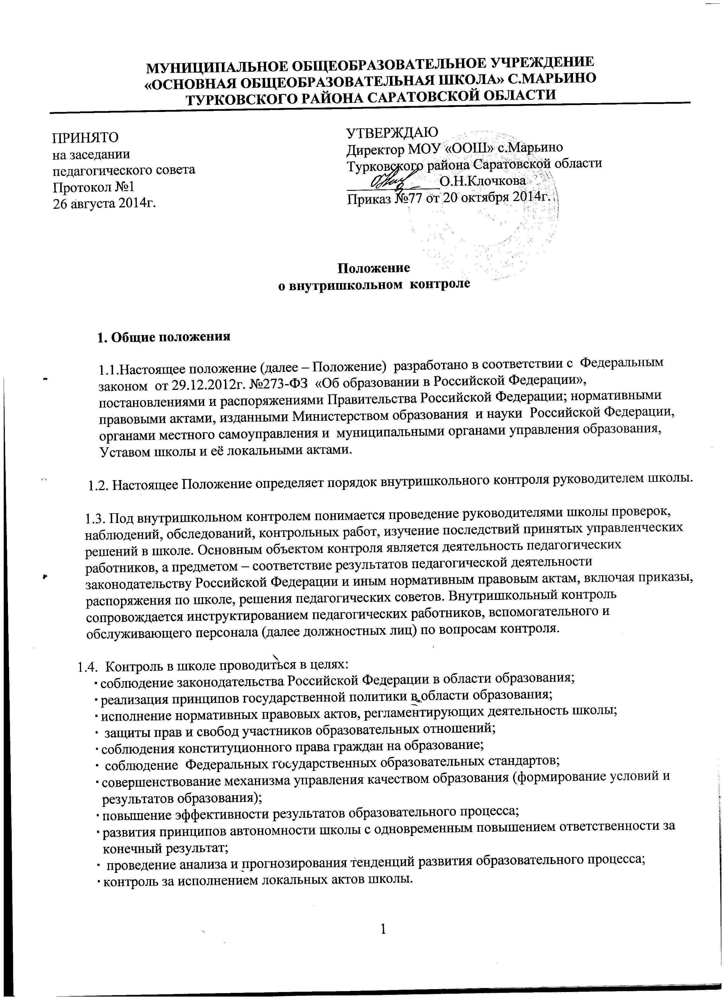 МУНИЦИПАЛЬНОЕ ОБЩЕОБРАЗОВАТЕЛЬНОЕ УЧРЕЖДЕНИЕ
«ОСНОВНАЯ ОБЩЕОБРАЗОВАТЕЛЬНАЯ ШКОЛА» С.МАРЬИНО
ТУРКОВСКОГО РАЙОНА САРАТОВСКОЙ ОБЛАСТИ
ПРИНЯТО
на заседании
педагогического совета
Протокол №1
26 августа 2014г.
УТВЕРЖДАЮ
Директор МОУ «ООШ» с.Марьино
Турковского района Саратовской области
О.Н.Клочкова
Приказ №77 от 20 октября 2014г.
Положение
о внутришкольном контроле
1. Общие положения
1.1.Настоящее положение (далее – Положение) разработано в соответствии с Федеральным
законом от 29.12.2012г. №273-ФЗ «Об образовании в Российской Федерации»,
постановлениями и распоряжениями Правительства Российской Федерации; нормативными
правовыми актами, изданными Министерством образования и науки Российской Федерации,
органами местного самоуправления и муниципальными органами управления образования,
Уставом школы и её локальными актами.
1.2. Настоящее Положение определяет порядок внутришкольного контроля руководителем школы.
1.3. Под внутришкольном контролем понимается проведение руководителями школы проверок,
наблюдений, обследований, контрольных работ, изучение последствий принятых управленческих
решений в школе. Основным объектом контроля является деятельность педагогических
работников, а предметом – соответствие результатов педагогической деятельности
законодательству Российской Федерации и иным нормативным правовым актам, включая приказы,
распоряжения по школе, решения педагогических советов. Внутришкольный контроль
сопровождается инструктированием педагогических работников, вспомогательного и
обслуживающего персонала (далее должностных лиц) по вопросам контроля.
1.4. Контроль в школе проводиться в целях:
· соблюдение законодательства Российской Федерации в области образования;
· реализация принципов государственной политики в области образования;
· исполнение нормативных правовых актов, регламентирующих деятельность школы;
· защиты прав и свобод участников образовательных отношений;
· соблюдения конституционного права граждан на образование;
· соблюдение Федеральных государственных образовательных стандартов;
· совершенствование механизма управления качеством образования (формирование условий и
результатов образования);
· повышение эффективности результатов образовательного процесса;
· развития принципов автономности школы с одновременным повышением ответственности за
конечный результат;
· проведение анализа и прогнозирования тенденций развития образовательного процесса;
· контроль за исполнением локальных актов школы.
1